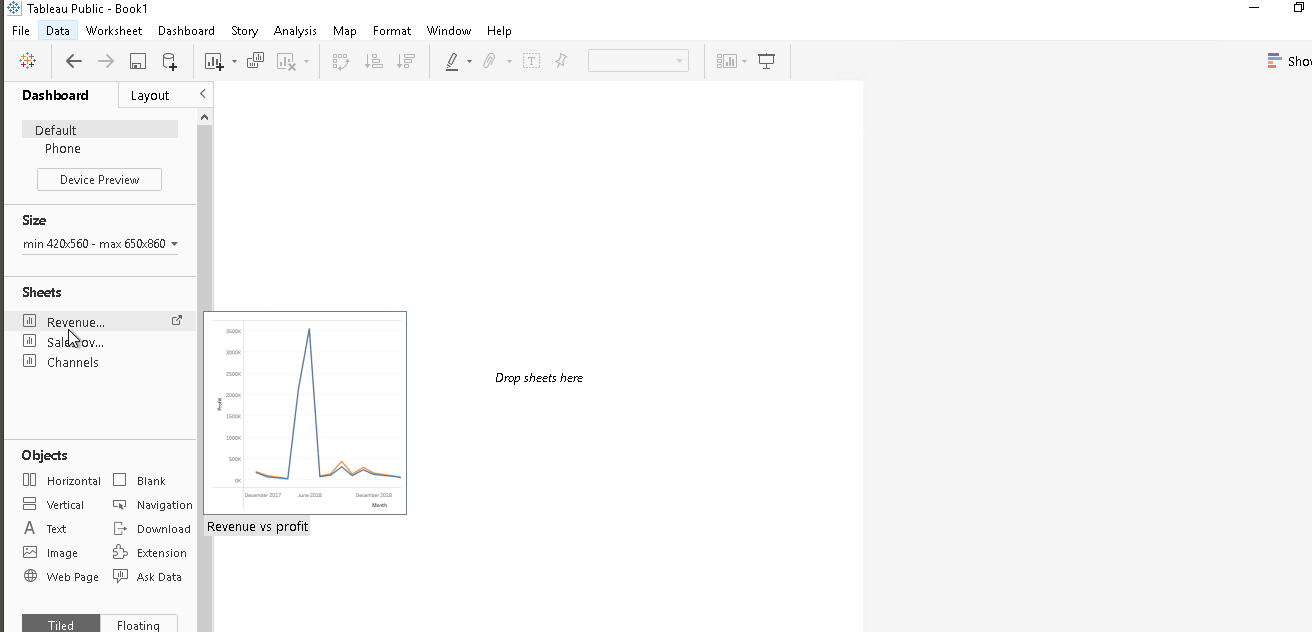 Tableau Public - Book1
File Data Worksheet Dashboard Story Analysis Map Format Window Help
Show
Dashboard Layout
Default
Phone
Device Preview
Size
min 420x560 - max 650x860
Sheets
Revenue...
Sales ov...
Channels
3500K
3000K
2500K
2000K
1500K
1000K
500K
0K
Profit
December 2017 June 2018 December 2018
Month
Revenue vs profit
Drop sheets here
Objects
Horizontal Blank
Vertical Navigation
Text Download
Image Extension
Web Page Ask Data
Tiled Floating